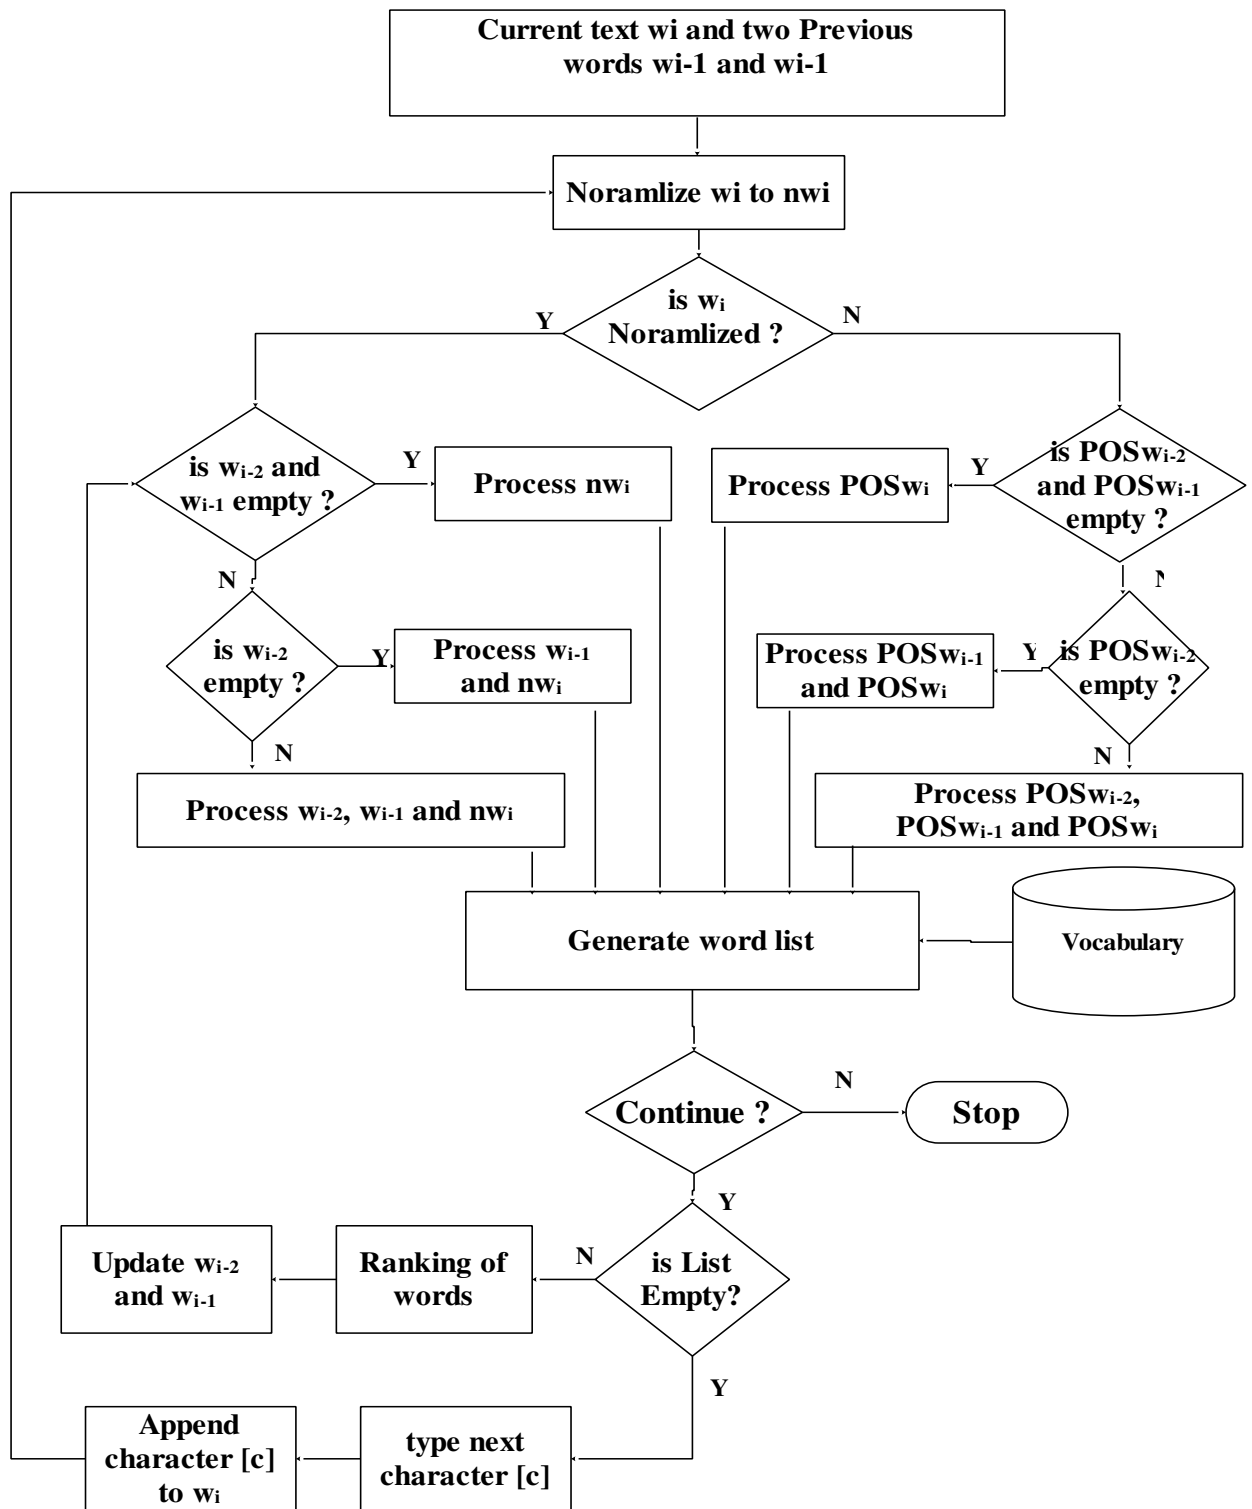 Current text wi and two Previous
words wi-1 and wi-1
Noramlize wi to nwi
is wi
Noramlized ?
Y
N
is wi-2 and
wi-1 empty ?
Y
Process nwi
Process POSwi
Y
is POSwi-2
and POSwi-1
empty ?
N
N
is wi-2
empty ?
Y
Process wi-1
and nwi
Process POSwi-1
and POSwi
Y
is POSwi-2
empty ?
N
N
Process wi-2, wi-1 and nwi
Process POSwi-2,
POSwi-1 and POSwi
Generate word list
Vocabulary
Continue ?
N
Stop
Y
Update wi-2
and wi-1
Ranking of
words
N
is List
Empty?
Y
Append
character [c]
to wi
type next
character [c]